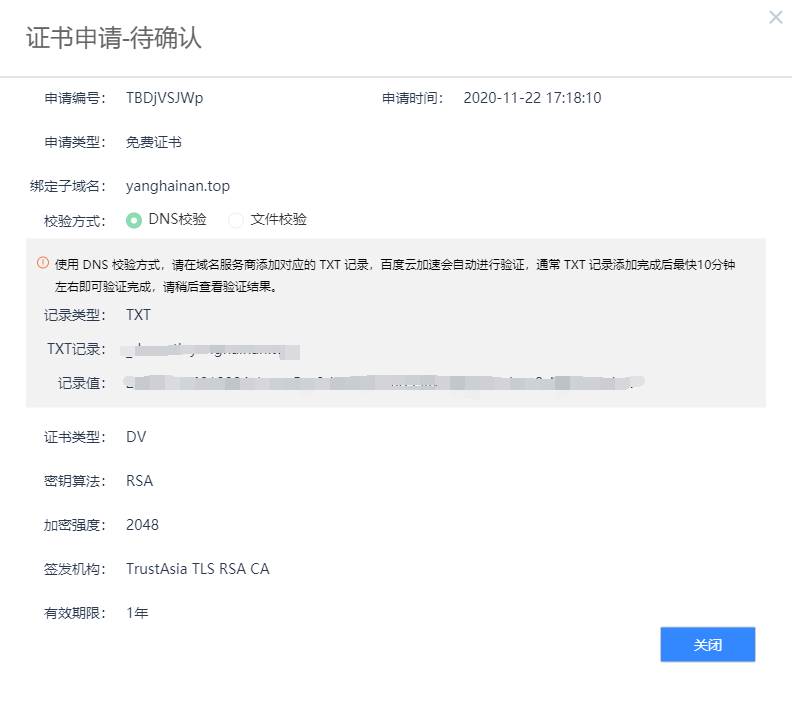 证书申请-待确认
申请编号： TBDjVSJWp 申请时间： 2020-11-22 17:18:10
申请类型： 免费证书
绑定子域名： yanghainan.top
校验方式： DNS校验 文件校验
使用 DNS 校验方式，请在域名服务商添加对应的 TXT 记录，百度云加速会自动进行验证，通常 TXT 记录添加完成后最快10分钟
左右即可验证完成，请稍后查看验证结果。
记录类型： TXT
TXT记录：
记录值：
证书类型： DV
密钥算法： RSA
加密强度： 2048
签发机构： TrustAsia TLS RSA CA
有效期限： 1年
关闭